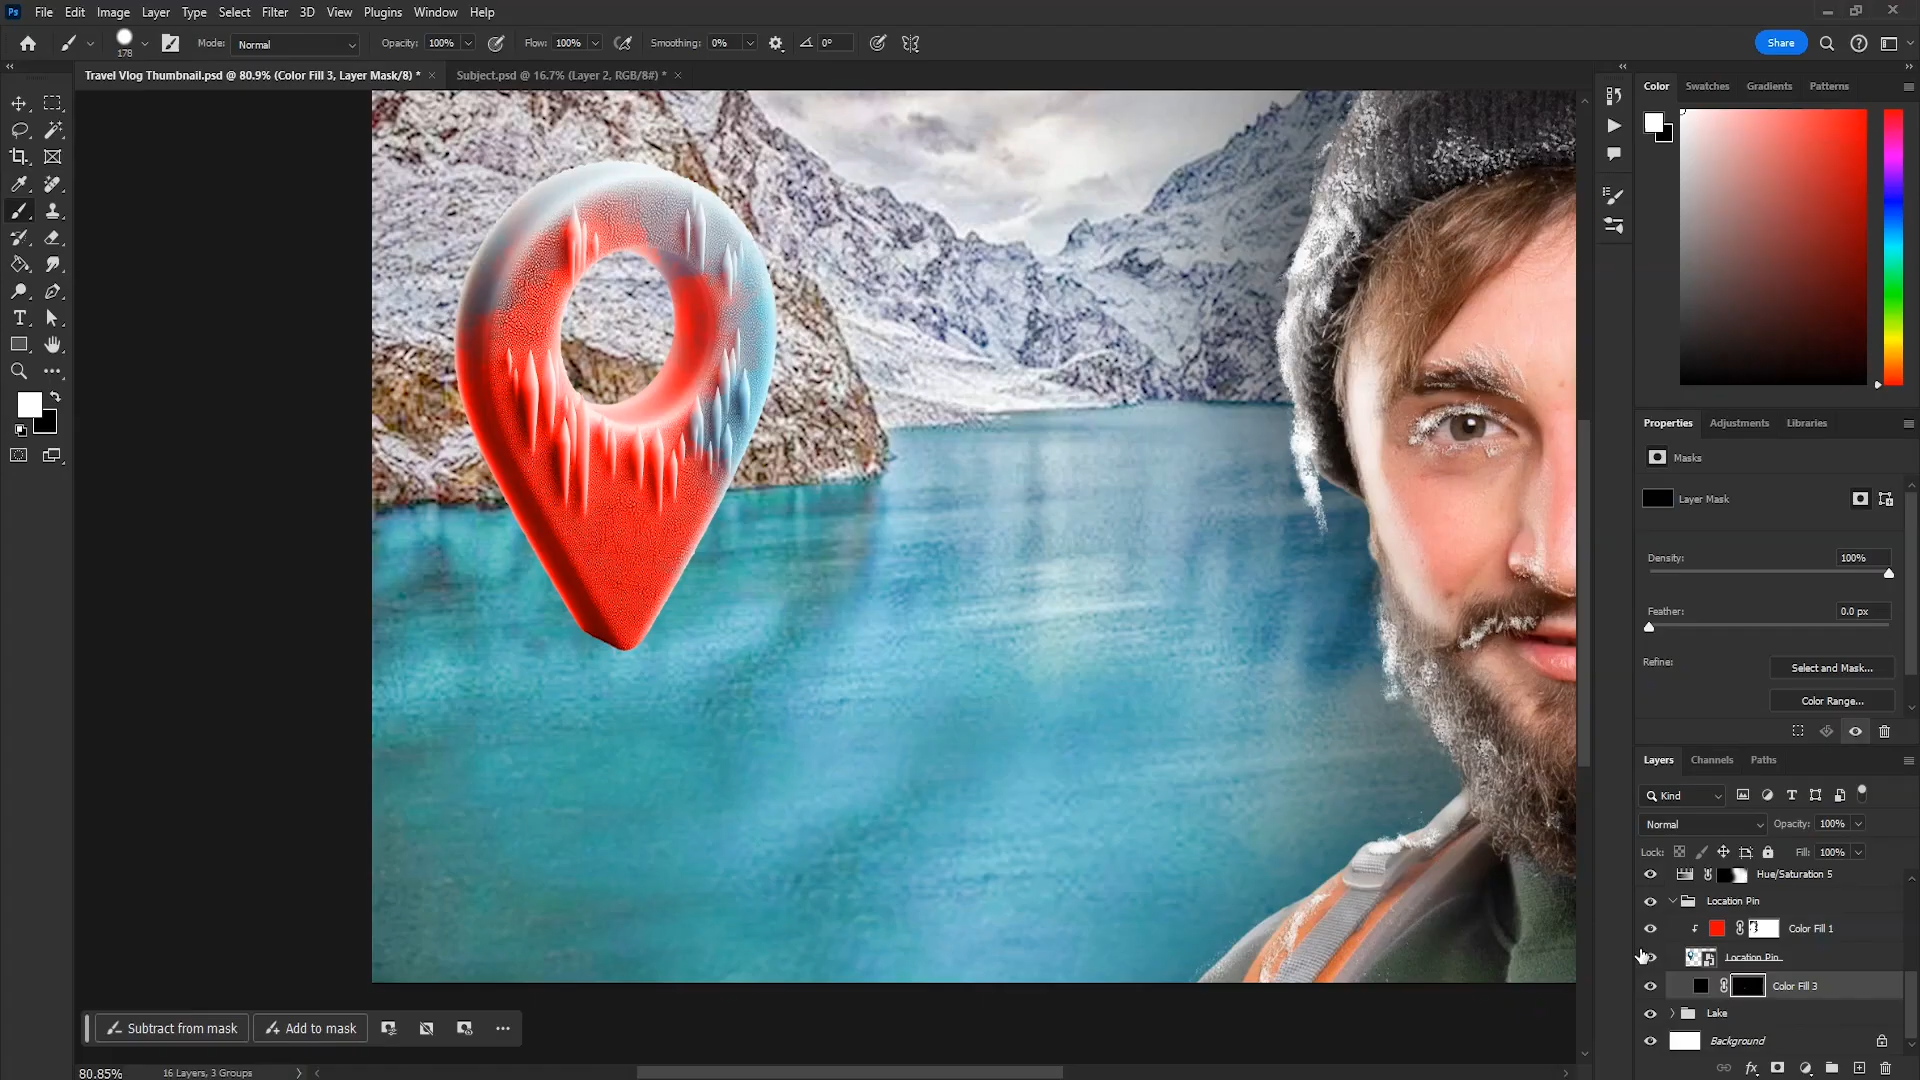 Ps File Edit Image Layer Type Select Filter 3D View Plugins Window Help
178 Mode: Normal Opacity: 100% Flow: 100% Smoothing: 0% 0° Share
Travel Vlog Thumbnail.psd @ 80.9% (Color Fill 3, Layer Mask/8) * × Subject.psd @ 16.7% (Layer 2, RGB/8#) * ×
Color Swatches Gradients Patterns
Properties Adjustments Libraries
Masks
Layer Mask
Density: 100%
Feather: 0.0 px
Refine: Select and Mask...
Color Range...
Layers Channels Paths
Kind
Normal Opacity: 100%
Lock: Fill: 100%
Hue/Saturation 5
Location Pin
Color Fill 1
Location Pin
Color Fill 3
Lake
Background
Subtract from mask Add to mask
80.85% 16 Layers, 3 Groups